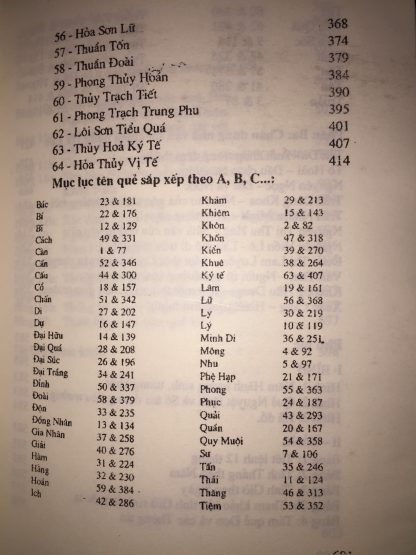 56 - Hỏa Sơn Lữ 368
57 - Thuần Tốn 374
58 - Thuần Đoài 379
59 - Phong Thủy Hoán 384
60 - Thủy Trạch Tiết 390
61 - Phong Trạch Trung Phu 395
62 - Lôi Sơn Tiểu Quá 401
63 - Thủy Hoả Ký Tế 407
64 - Hỏa Thủy Vị Tế 414
Mục lục tên quẻ sắp xếp theo A, B, C...:
Bác 23 & 181
Bí 22 & 176
Bĩ 12 & 129
Cách 49 & 331
Càn 1 & 77
Cấn 52 & 346
Cấu 44 & 300
Cổ 18 & 157
Chấn 51 & 342
Di 27 & 202
Dự 16 & 147
Đại Hữu 14 & 139
Đại Quá 28 & 208
Đại Súc 26 & 196
Đại Tráng 34 & 241
Đỉnh 50 & 337
Đoài 58 & 379
Độn 33 & 235
Đồng Nhân 13 & 134
Gia Nhân 37 & 258
Giải 40 & 276
Hàm 31 & 224
Hằng 32 & 230
Hoán 59 & 384
Ích 42 & 286
Khảm 29 & 213
Khiêm 15 & 143
Khôn 2 & 82
Khốn 47 & 318
Kiển 39 & 270
Khuê 38 & 264
Ký tế 63 & 407
Lâm 19 & 161
Lữ 56 & 368
Ly 30 & 219
Lý 10 & 119
Minh Di 36 & 251
Mông 4 & 92
Nhu 5 & 97
Phệ Hạp 21 & 171
Phong 55 & 363
Phục 24 & 187
Quải 43 & 293
Quán 20 & 167
Quy Muội 54 & 358
Sư 7 & 106
Tấn 35 & 246
Thái 11 & 124
Thăng 46 & 313
Tiệm 53 & 352